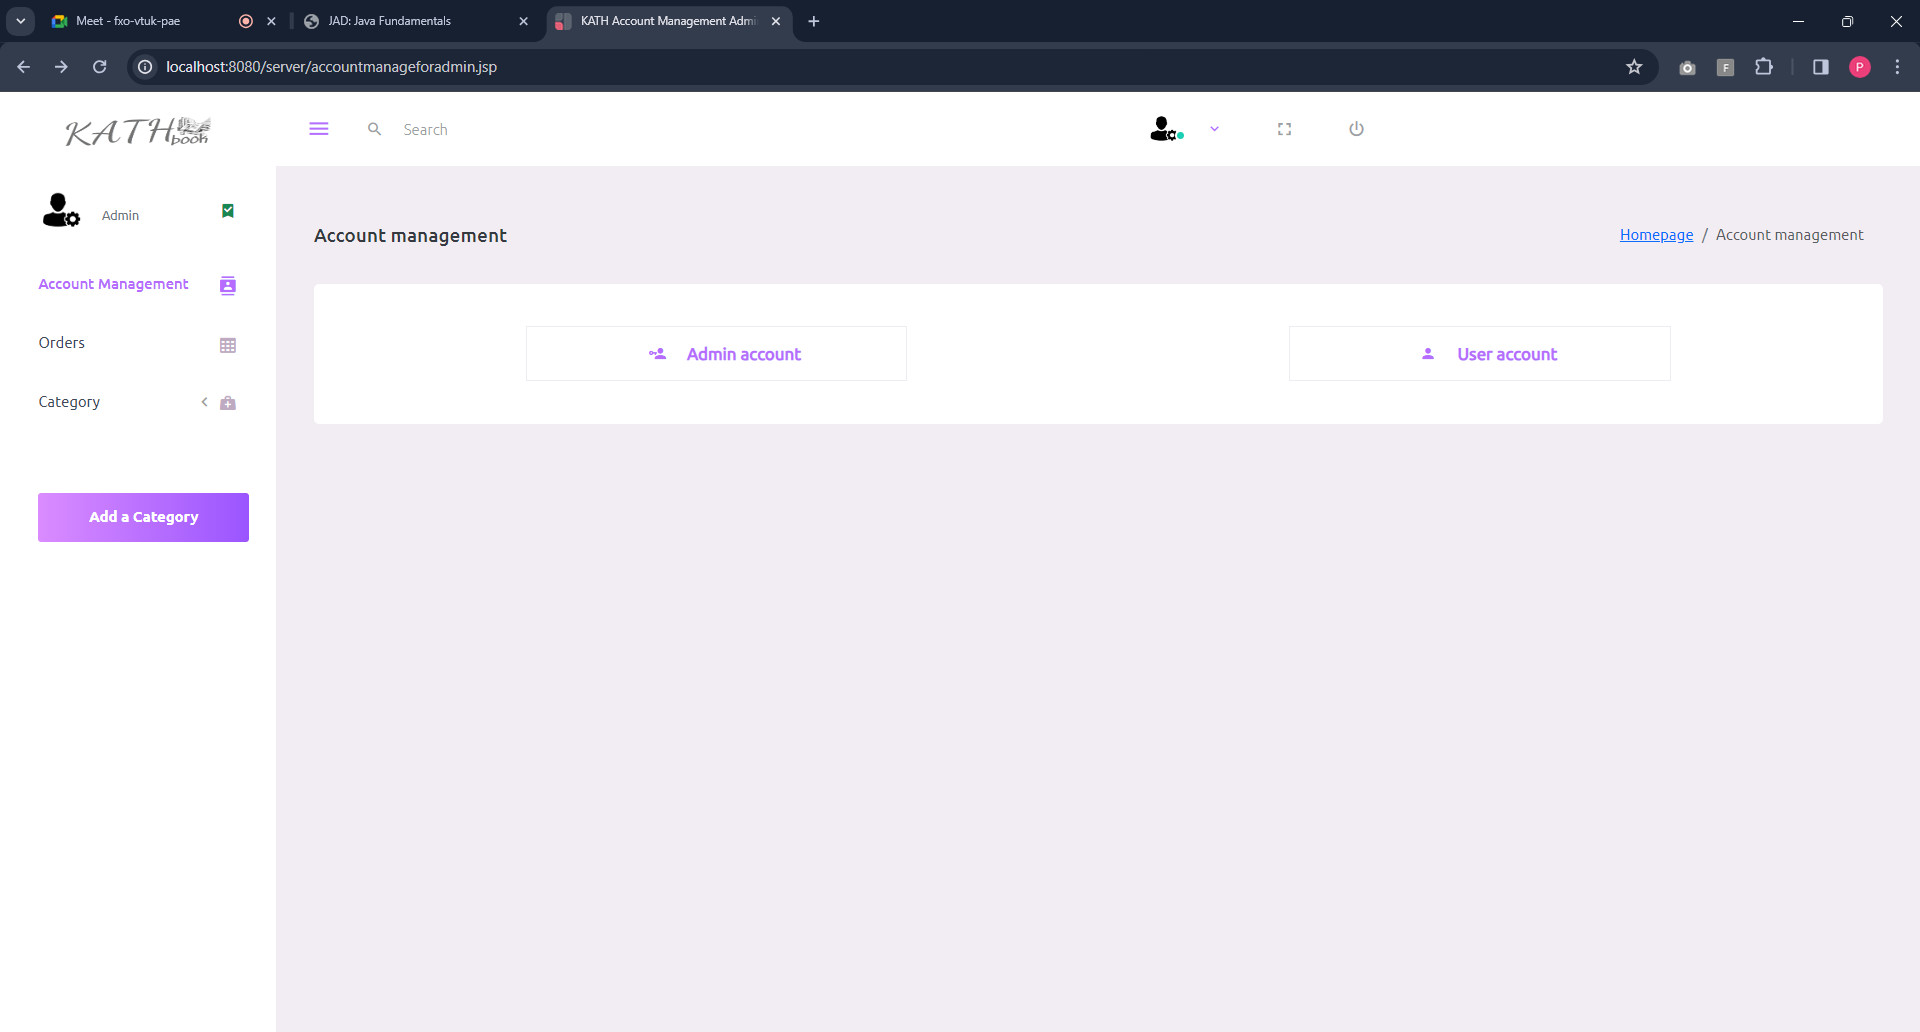 Meet - fxo-vtuk-pae
JAD: Java Fundamentals
KATH Account Management Admi
localhost:8080/server/accountmanageforadmin.jsp
F
P
KATH book
Search
Admin
Account management
Homepage / Account management
Account Management
Orders
Category
Admin account
User account
Add a Category